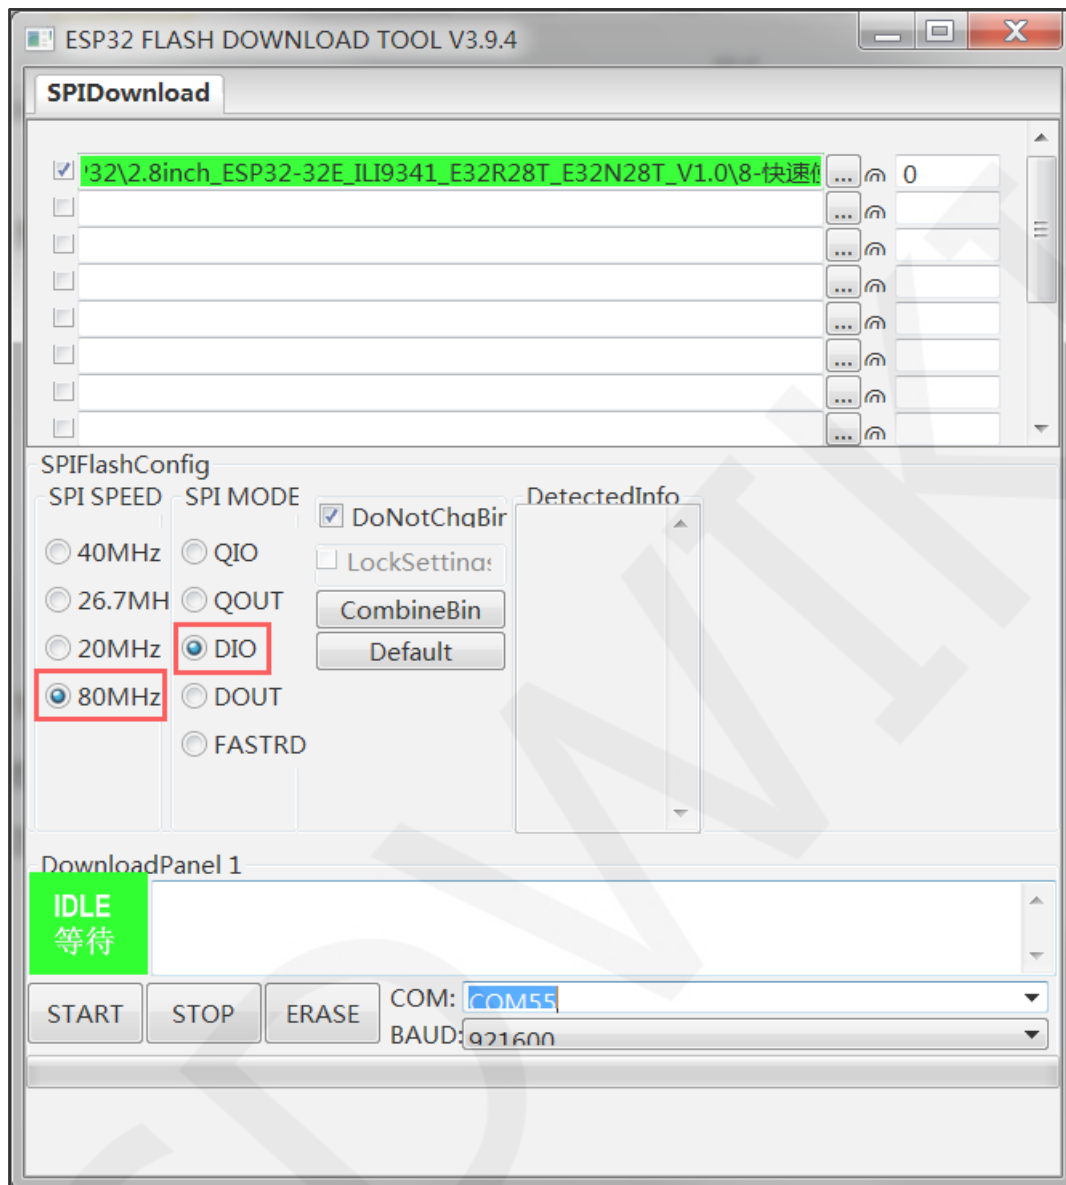 ESP32 FLASH DOWNLOAD TOOL V3.9.4
SPIDownload
32\2.8inch_ESP32-32E_ILI9341_E32R28T_E32N28T_V1.0\8-快速 ... @ 0
... @
... @
... @
... @
... @
... @
... @
SPIFlashConfig
SPI SPEED SPI MODE DetectedInfo
DoNotChgBin
40MHz QIO LockSettings
26.7MH QOUT CombineBin
20MHz DIO Default
80MHz DOUT
FASTRD
DownloadPanel 1
IDLE
等待
START STOP ERASE COM: COM55
BAUD: 921600